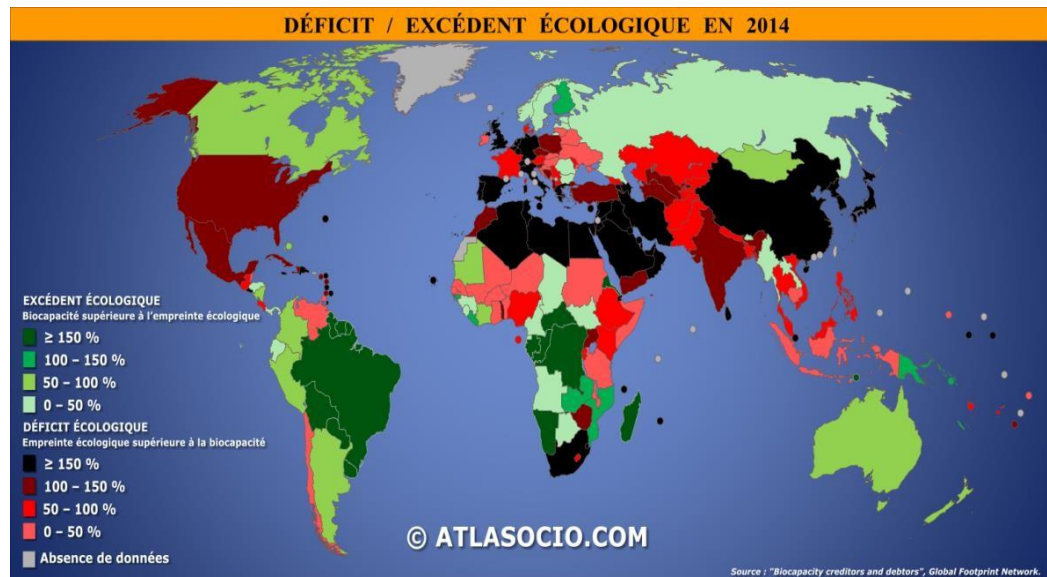 DÉFICIT / EXCÉDENT ÉCOLOGIQUE EN 2014
EXCÉDENT ÉCOLOGIQUE
Biocapacité supérieure à l'empreinte écologique
≥ 150 %
100 – 150 %
50 – 100 %
0 – 50 %
DÉFICIT ÉCOLOGIQUE
Empreinte écologique supérieure à la biocapacité
≥ 150 %
100 – 150 %
50 – 100 %
0 – 50 %
Absence de données
© ATLASOCIO.COM
Source : "Biocapacity creditors and debtors", Global Footprint Network.